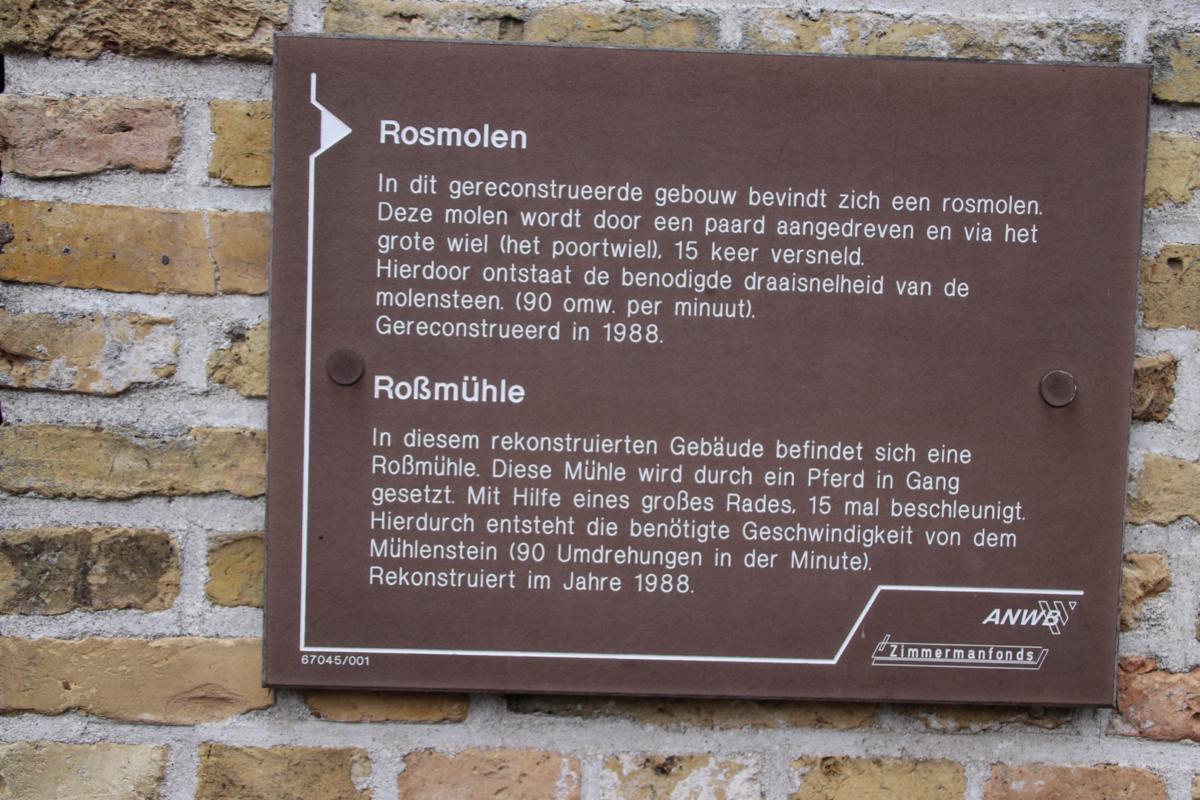 Rosmolen
In dit gereconstrueerde gebouw bevindt zich een rosmolen.
Deze molen wordt door een paard aangedreven en via het
grote wiel (het poortwiel), 15 keer versneld.
Hierdoor ontstaat de benodigde draaisnelheid van de
molensteen. (90 omw. per minuut).
Gereconstrueerd in 1988.
Roßmühle
In diesem rekonstruierten Gebäude befindet sich eine
Roßmühle. Diese Mühle wird durch ein Pferd in Gang
gesetzt. Mit Hilfe eines großes Rades, 15 mal beschleunigt.
Hierdurch entsteht die benötigte Geschwindigkeit von dem
Mühlenstein (90 Umdrehungen in der Minute).
Rekonstruiert im Jahre 1988.
ANWB
Zimmermanfonds
67045/001